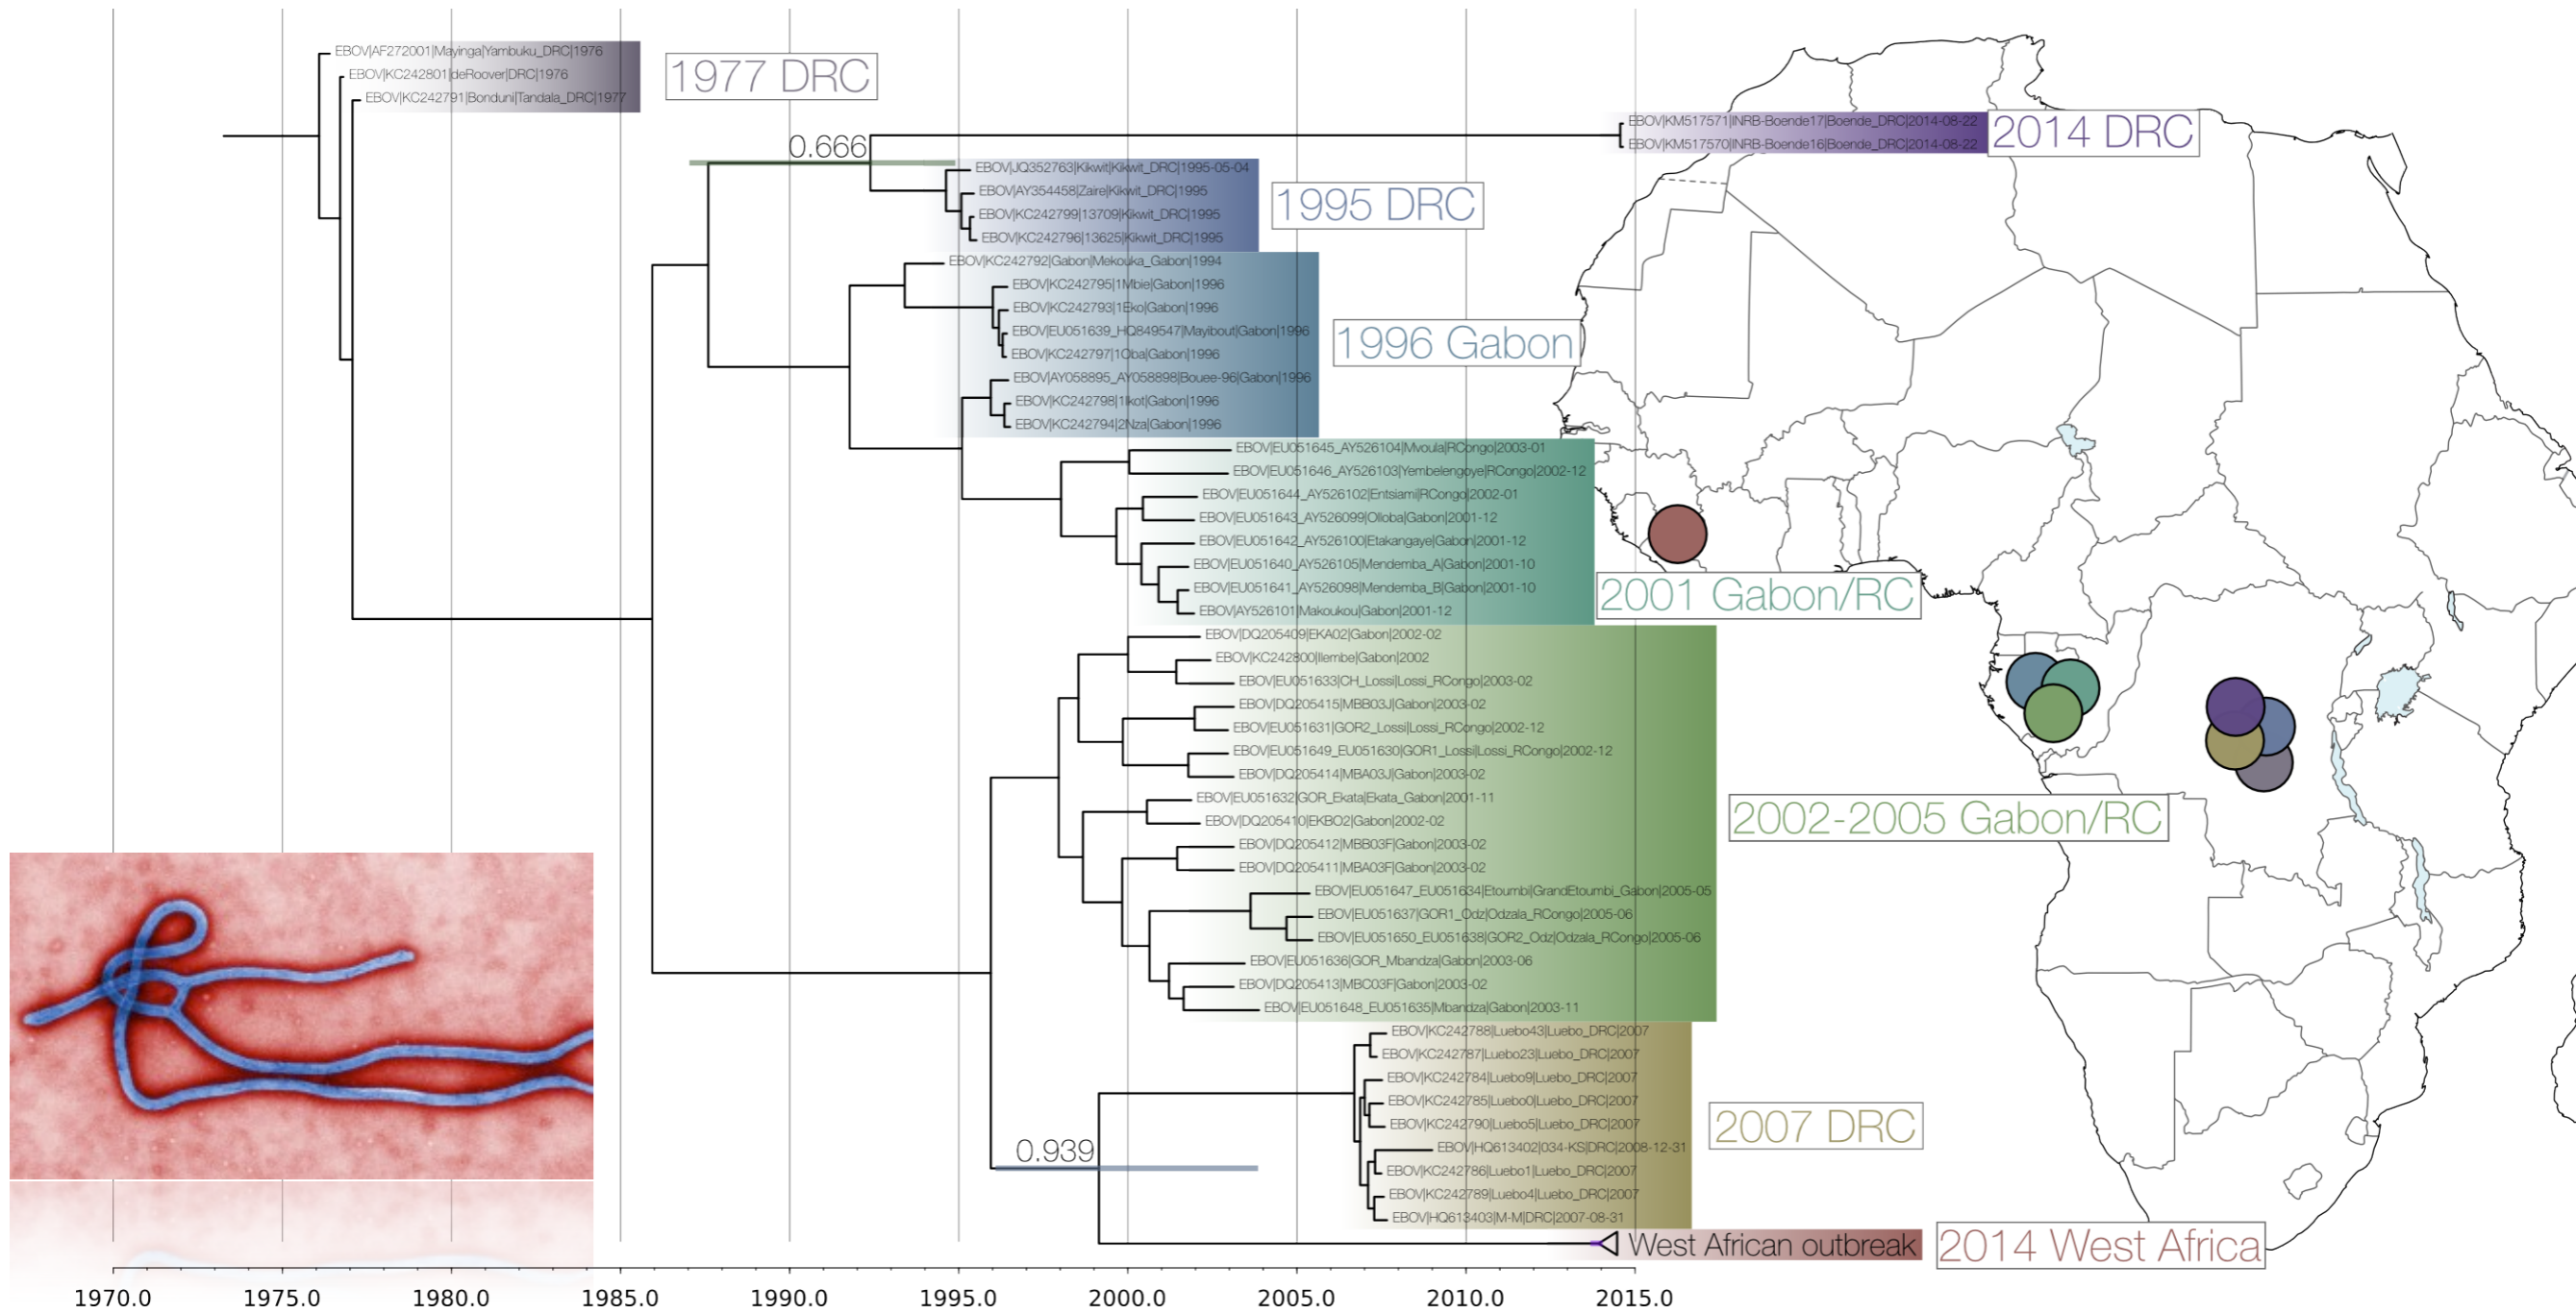 EBOV|AF272001|Mayinga|Yambuku_DRC|1976
EBOV|KC242801|deRoover|DRC|1976
EBOV|KC242791|Bonduni|Tandala_DRC|1977
1977 DRC
EBOV|KM517571|INRB-Boende17|Boende_DRC|2014-08-22
EBOV|KM517570|INRB-Boende16|Boende_DRC|2014-08-22
2014 DRC
0.666
EBOV|JQ352763|Kikwit|Kikwit_DRC|1995-05-04
EBOV|AY354458|Zaire|Kikwit_DRC|1995
EBOV|KC242799|13709|Kikwit_DRC|1995
EBOV|KC242796|13625|Kikwit_DRC|1995
1995 DRC
EBOV|KC242792|Gabon|Mekouka_Gabon|1994
EBOV|KC242795|1Mbie|Gabon|1996
EBOV|KC242793|1Eko|Gabon|1996
EBOV|EU051639_HQ849547|Mayibout|Gabon|1996
EBOV|KC242797|1Oba|Gabon|1996
EBOV|AY058895_AY058898|Bouee-96|Gabon|1996
EBOV|KC242798|1Ikot|Gabon|1996
EBOV|KC242794|2Nza|Gabon|1996
1996 Gabon
EBOV|EU051645_AY526104|Mvoula|RCongo|2003-01
EBOV|EU051646_AY526103|Yembelengoye|RCongo|2002-12
EBOV|EU051644_AY526102|Entsiami|RCongo|2002-01
EBOV|EU051643_AY526099|Olloba|Gabon|2001-12
EBOV|EU051642_AY526100|Etakangaye|Gabon|2001-12
EBOV|EU051640_AY526105|Mendemba_A|Gabon|2001-10
EBOV|EU051641_AY526098|Mendemba_B|Gabon|2001-10
EBOV|AY526101|Makoukou|Gabon|2001-12
2001 Gabon/RC
EBOV|DQ205409|EKA02|Gabon|2002-02
EBOV|KC242800|Ilembe|Gabon|2002
EBOV|EU051633|CH_Lossi|Lossi_RCongo|2003-02
EBOV|DQ205415|MBB03J|Gabon|2003-02
EBOV|EU051631|GOR2_Lossi|Lossi_RCongo|2002-12
EBOV|EU051649_EU051630|GOR1_Lossi|Lossi_RCongo|2002-12
EBOV|DQ205414|MBA03J|Gabon|2003-02
EBOV|EU051632|GOR_Ekata|Ekata_Gabon|2001-11
EBOV|DQ205410|EKBO2|Gabon|2002-02
EBOV|DQ205412|MBB03F|Gabon|2003-02
EBOV|DQ205411|MBA03F|Gabon|2003-02
EBOV|EU051647_EU051634|Etoumbi|GrandEtoumbi_Gabon|2005-05
EBOV|EU051637|GOR1_Odz|Odzala_RCongo|2005-06
EBOV|EU051650_EU051638|GOR2_Odz|Odzala_RCongo|2005-06
EBOV|EU051636|GOR_Mbandza|Gabon|2003-06
EBOV|DQ205413|MBC03F|Gabon|2003-02
EBOV|EU051648_EU051635|Mbandza|Gabon|2003-11
2002-2005 Gabon/RC
EBOV|KC242788|Luebo43|Luebo_DRC|2007
EBOV|KC242787|Luebo23|Luebo_DRC|2007
EBOV|KC242784|Luebo9|Luebo_DRC|2007
EBOV|KC242785|Luebo0|Luebo_DRC|2007
EBOV|KC242790|Luebo5|Luebo_DRC|2007
EBOV|HQ613402|034-KS|DRC|2008-12-31
EBOV|KC242786|Luebo1|Luebo_DRC|2007
EBOV|KC242789|Luebo4|Luebo_DRC|2007
EBOV|HQ613403|M-M|DRC|2007-08-31
2007 DRC
0.939
West African outbreak
2014 West Africa
1970.0 1975.0 1980.0 1985.0 1990.0 1995.0 2000.0 2005.0 2010.0 2015.0